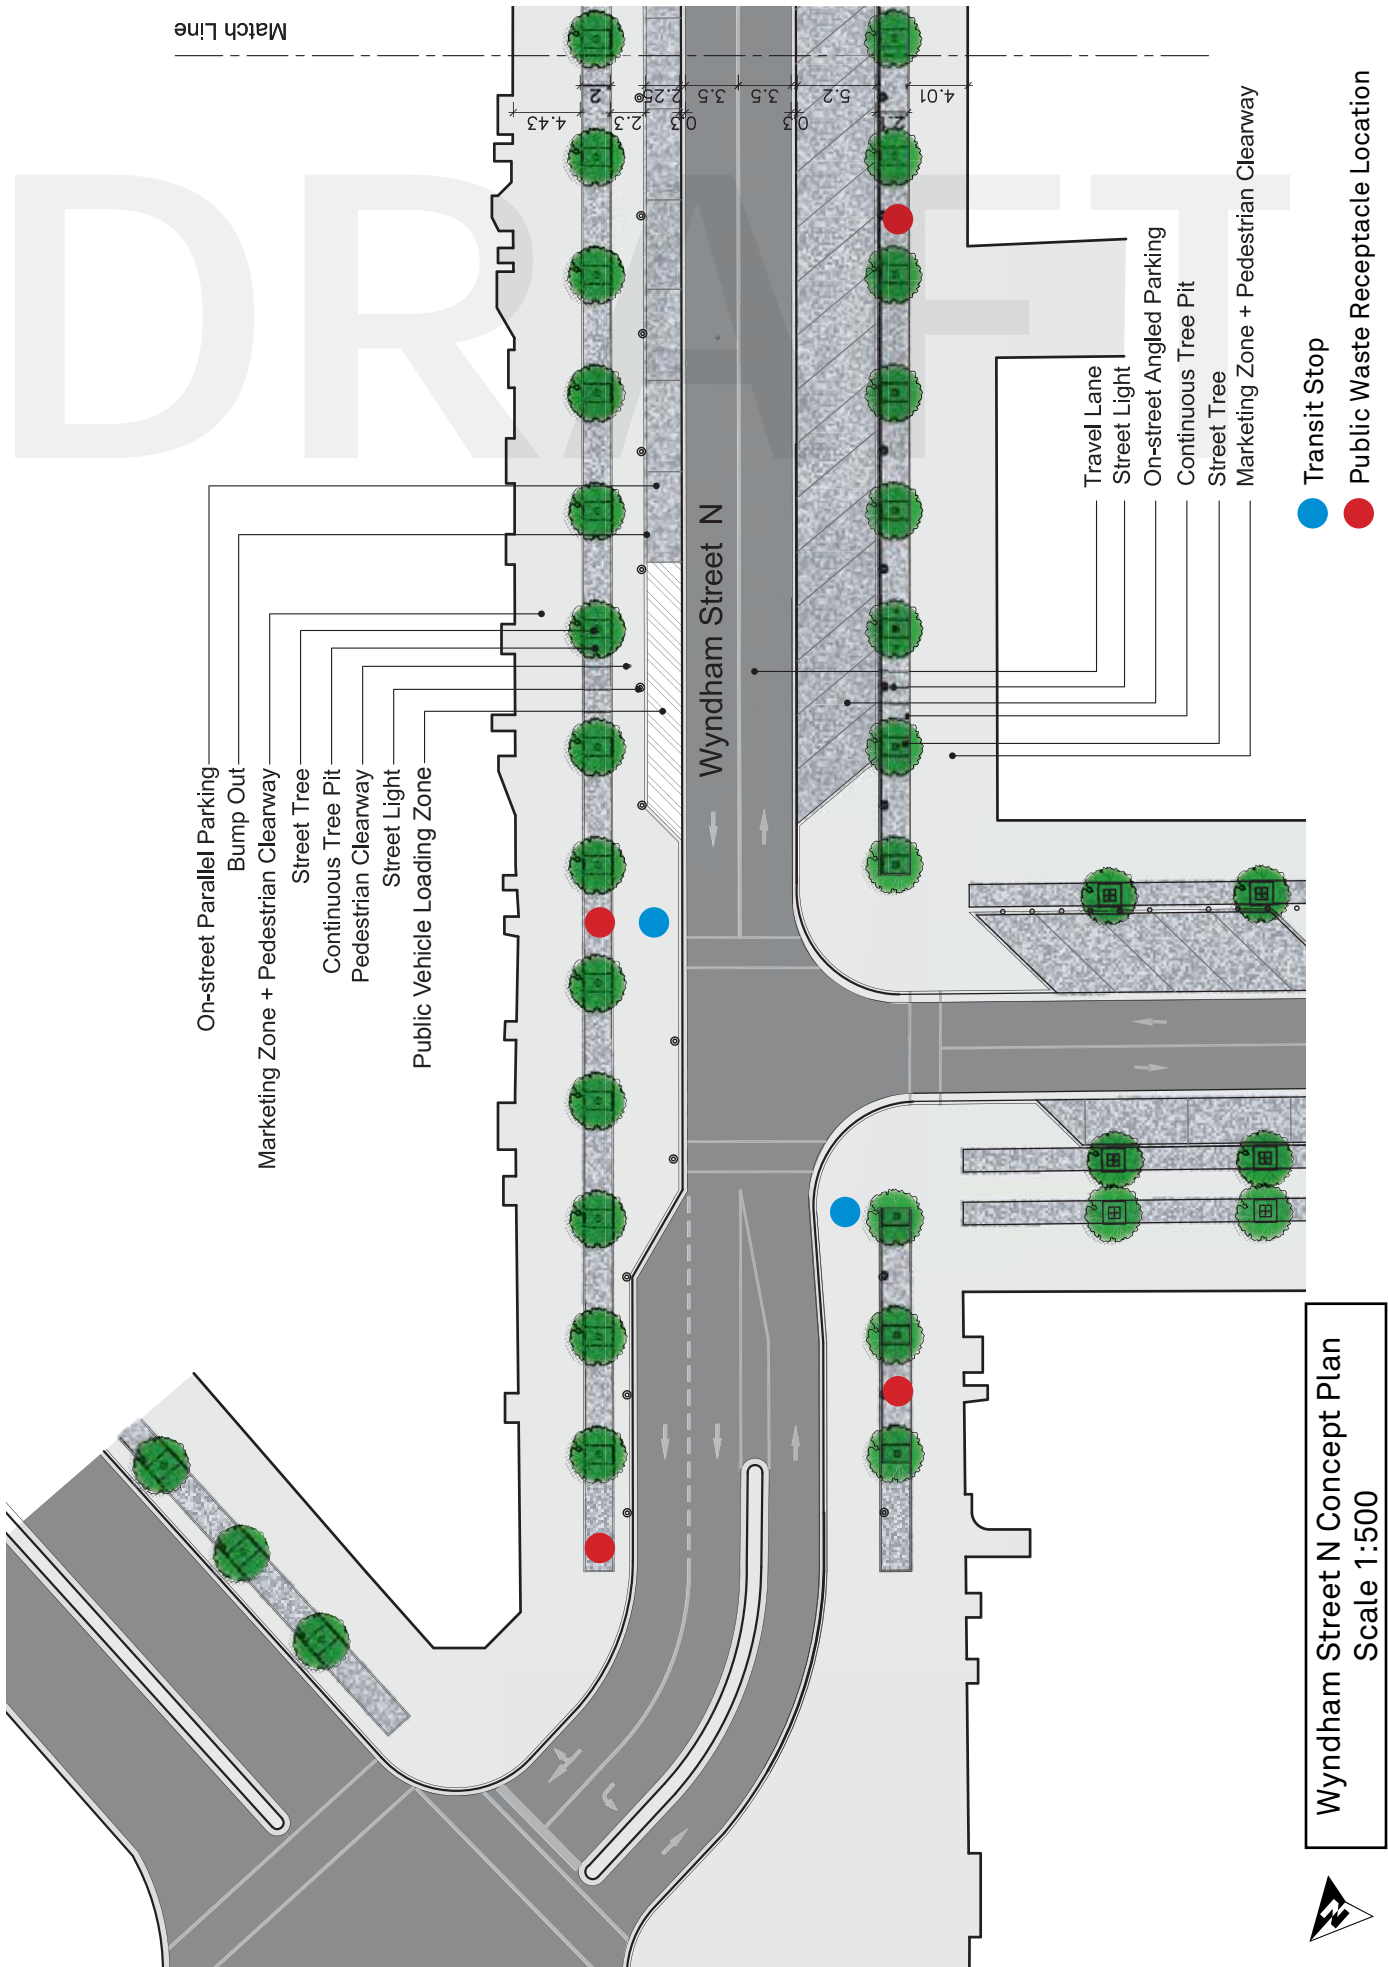 Match Line
DRAFT
4.43
2
2.3
2.25
0.3
3.5
3.5
0.3
5.2
2.1
4.01
On-street Parallel Parking
Bump Out
Marketing Zone + Pedestrian Clearway
Street Tree
Continuous Tree Pit
Pedestrian Clearway
Street Light
Public Vehicle Loading Zone
Wyndham Street N
Travel Lane
Street Light
On-street Angled Parking
Continuous Tree Pit
Street Tree
Marketing Zone + Pedestrian Clearway
Transit Stop
Public Waste Receptacle Location
Wyndham Street N Concept Plan
Scale 1:500
N